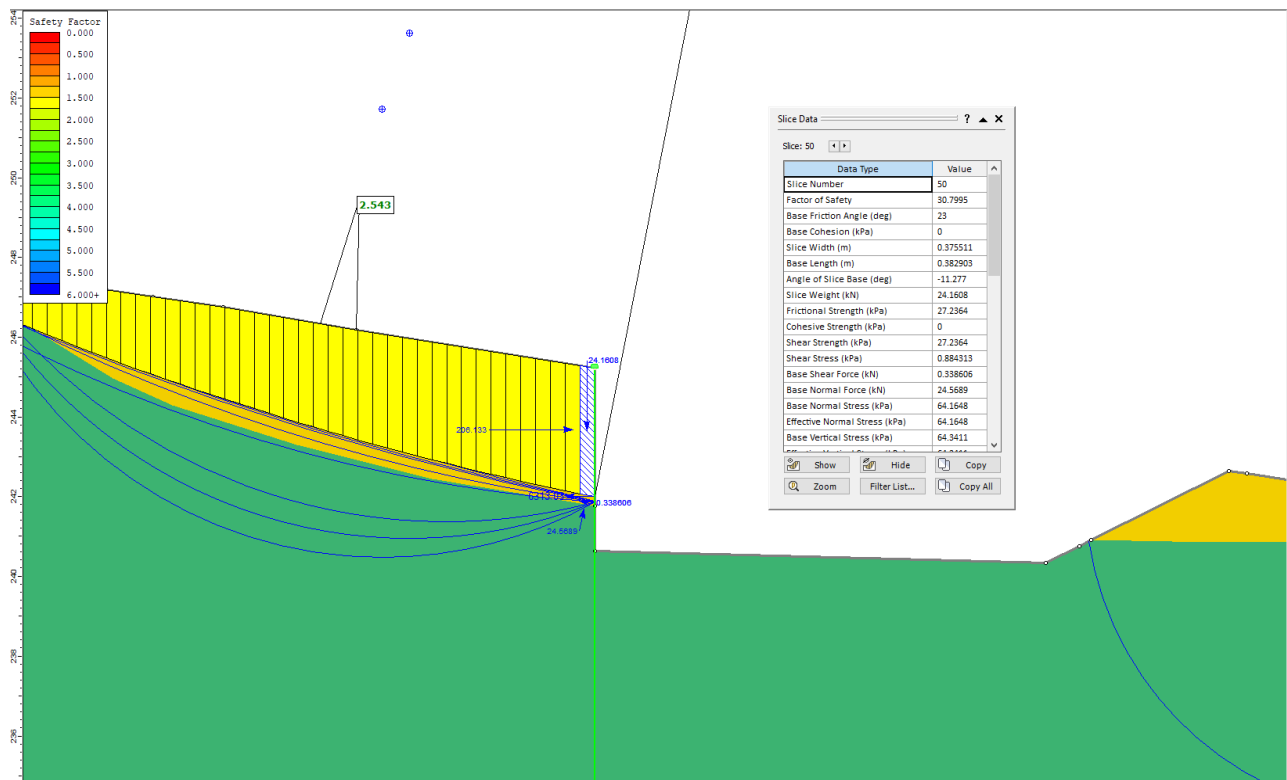 Safety Factor
0.000
0.500
1.000
1.500
2.000
2.500
3.000
3.500
4.000
4.500
5.000
5.500
6.000+
254
252
250
248
246
244
242
240
238
236
2.543
24.1608
206.133
0.338606
24.5689
Slice Data ? ▲ ✕
Slice: 50
Data Type Value
Slice Number 50
Factor of Safety 30.7995
Base Friction Angle (deg) 23
Base Cohesion (kPa) 0
Slice Width (m) 0.375511
Base Length (m) 0.382903
Angle of Slice Base (deg) -11.277
Slice Weight (kN) 24.1608
Frictional Strength (kPa) 27.2364
Cohesive Strength (kPa) 0
Shear Strength (kPa) 27.2364
Shear Stress (kPa) 0.884313
Base Shear Force (kN) 0.338606
Base Normal Force (kN) 24.5689
Base Normal Stress (kPa) 64.1648
Effective Normal Stress (kPa) 64.1648
Base Vertical Stress (kPa) 64.3411
Show Hide Copy
Zoom Filter List... Copy All